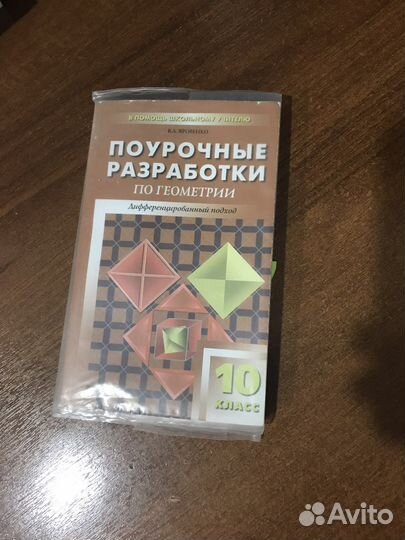 В ПОМОЩЬ ШКОЛЬНОМУ УЧИТЕЛЮ
В.А. ЯРОВЕНКО
ПОУРОЧНЫЕ
РАЗРАБОТКИ
ПО ГЕОМЕТРИИ
Дифференцированный подход
10
КЛАСС
Avito